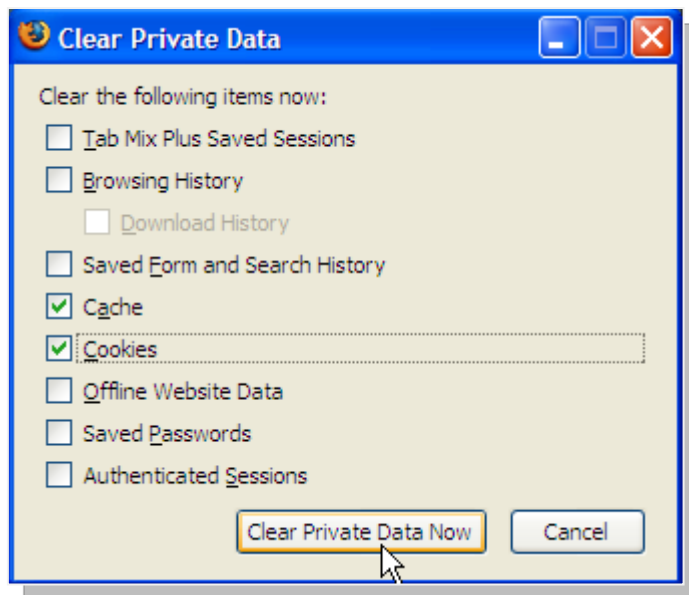 Clear Private Data
Clear the following items now:
Tab Mix Plus Saved Sessions
Browsing History
Download History
Saved Form and Search History
Cache
Cookies
Offline Website Data
Saved Passwords
Authenticated Sessions
Clear Private Data Now Cancel